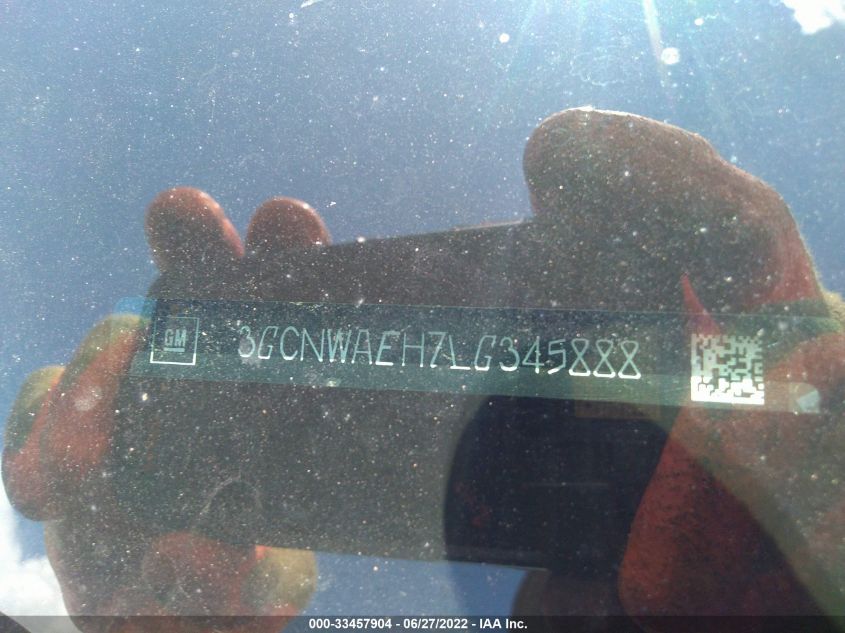 GM 3GCNWAEH7LG345888
000-33457904 - 06/27/2022 - IAA Inc.